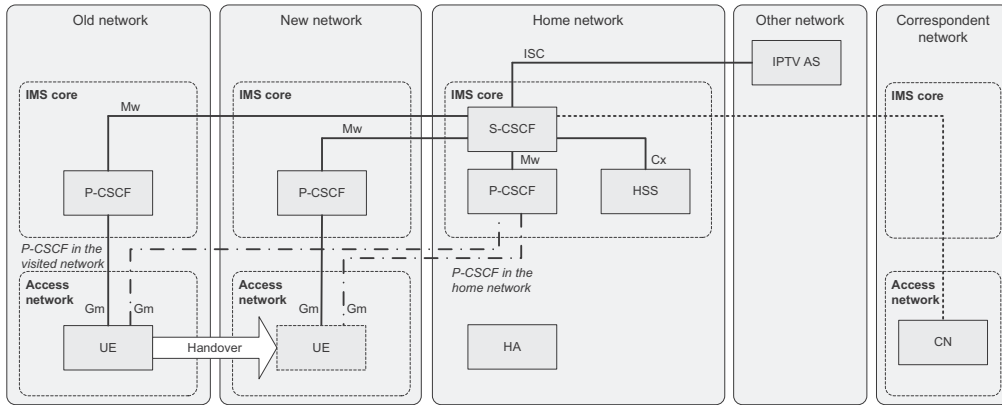 Old network
New network
Home network
Other network
Correspondent
network
ISC
IPTV AS
IMS core
IMS core
IMS core
IMS core
Mw
Mw
S-CSCF
Mw
Cx
P-CSCF
P-CSCF
P-CSCF
HSS
P-CSCF in the
visited network
P-CSCF in the
home network
Access
network
Access
network
Access
network
Gm
Gm
Gm
Gm
UE
Handover
UE
HA
CN